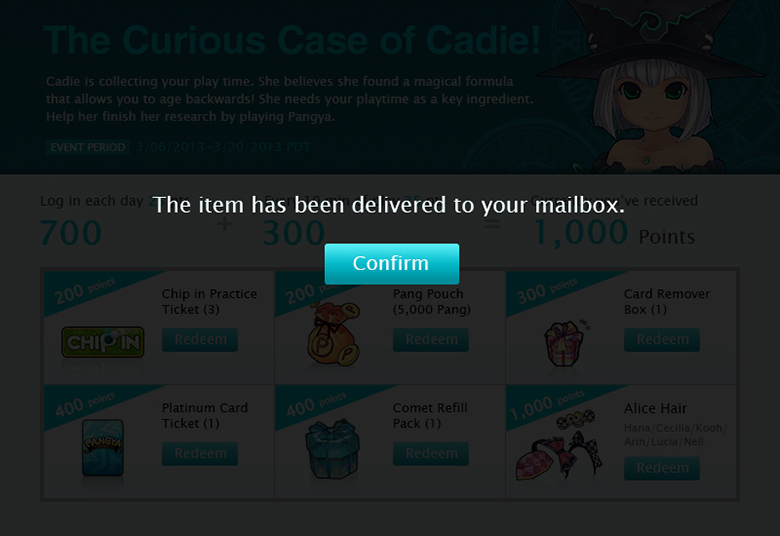 The Curious Case of Cadie!
Cadie is collecting your play time. She believes she found a magical formula
that allows you to age backwards! She needs your playtime as a key ingredient.
Help her finish her research by playing Pangya.
EVENT PERIOD 3/06/2013~3/20/2013 PDT
Log in each day
've received
The item has been delivered to your mailbox.
700 + 300 = 1,000 Points
Confirm
200 points
Chip in Practice
Ticket (3)
CHIP IN
Redeem
200 points
Pang Pouch
(5,000 Pang)
Redeem
300 points
Card Remover
Box (1)
Redeem
400 points
Platinum Card
Ticket (1)
PANGYA
Redeem
400 points
Comet Refill
Pack (1)
Redeem
1,000 points
Alice Hair
Hana/Cecilia/Kooh/
Arin/Lucia/Nell
Redeem